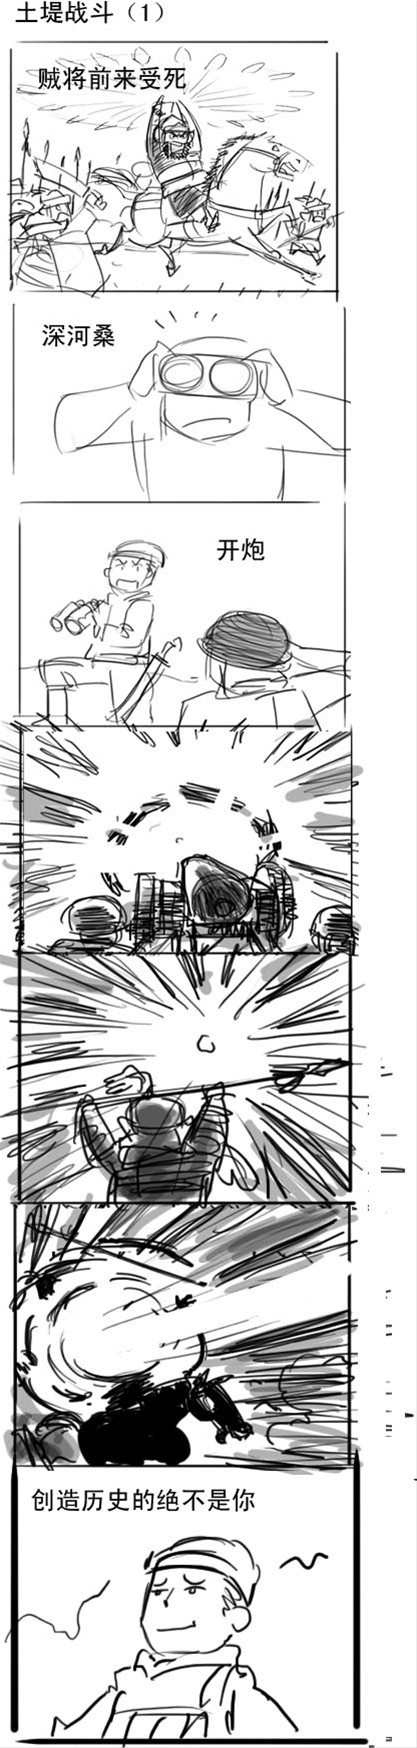 土堤战斗（1）
贼将前来受死
深河桑
开炮
创造历史的绝不是你